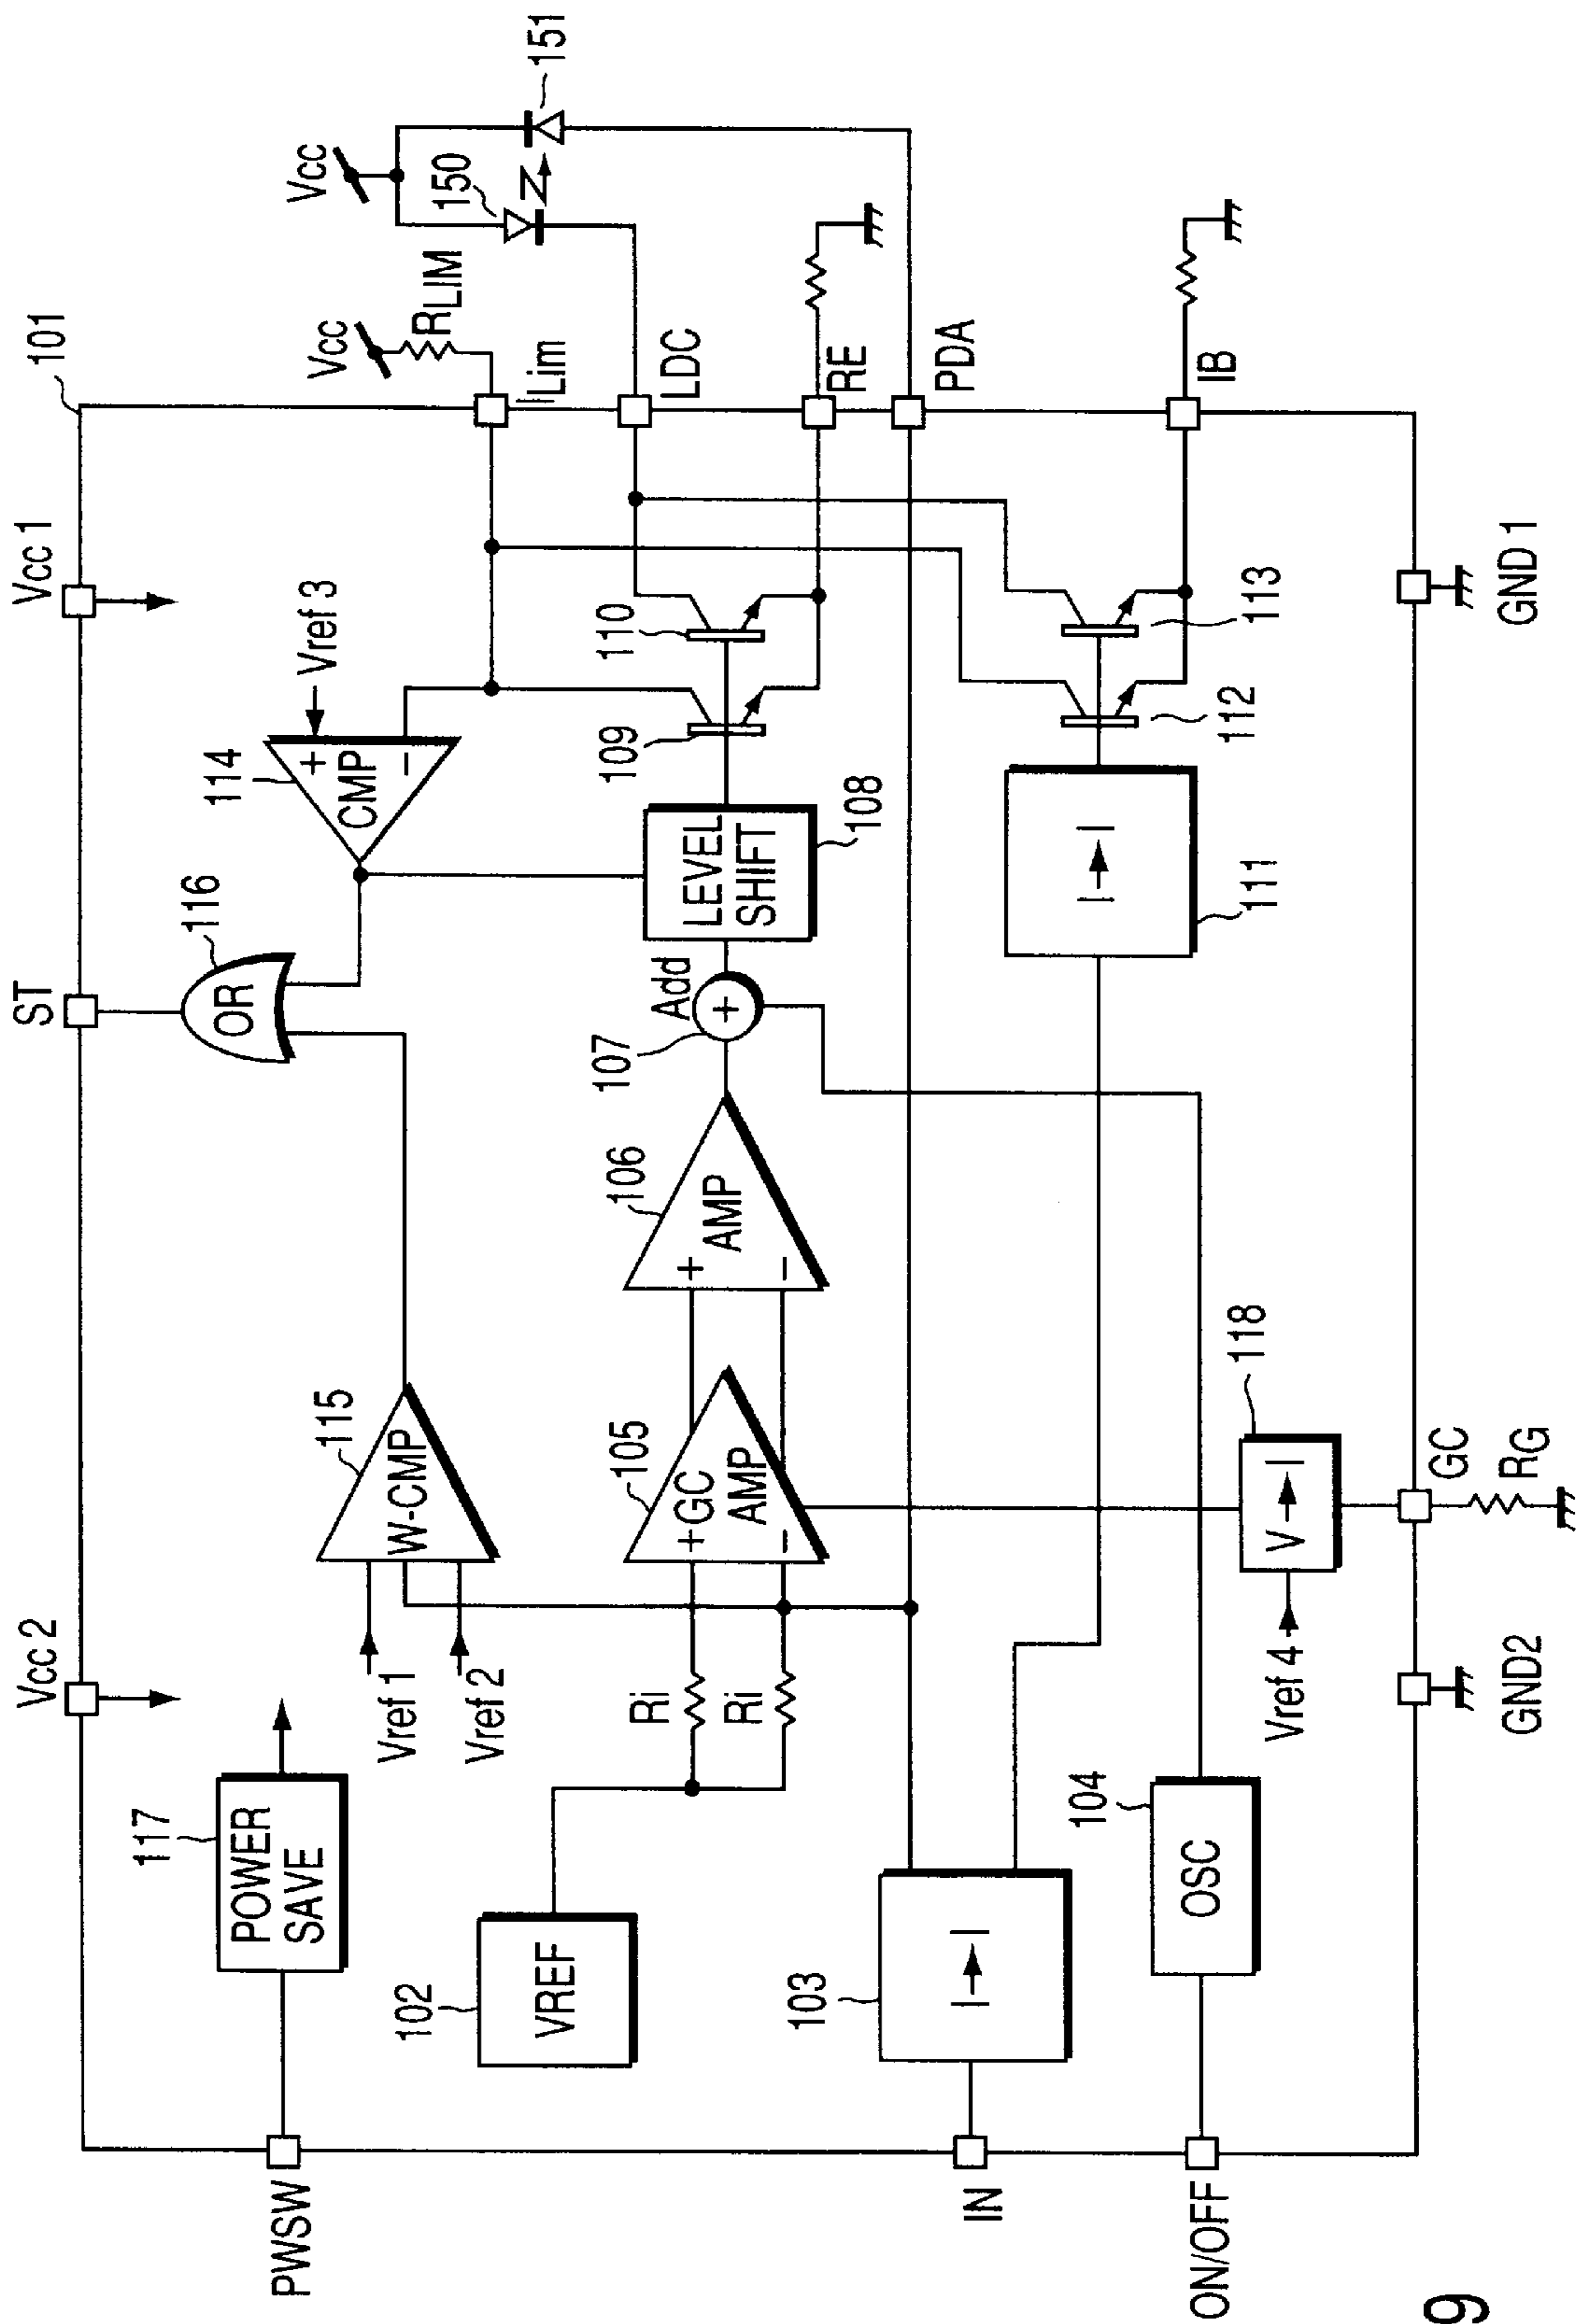 Vcc 2
ST
Vcc 1
101
117
POWER
SAVE
PWSW
Vref 1
Vref 2
W-CMP
115
OR
116
114
+
CMP
−
Vref 3
Vcc
RLIM
ILim
Vcc
150
151
102
VREF
Ri
Ri
+GC
AMP
−
105
+
AMP
−
106
107
Add
+
LEVEL
SHIFT
108
109
110
LDC
RE
PDA
103
I→I
IN
104
OSC
ON/OFF
Vref 4
V→I
118
I→I
111
112
113
IB
GND2
GC
RG
GND 1
9